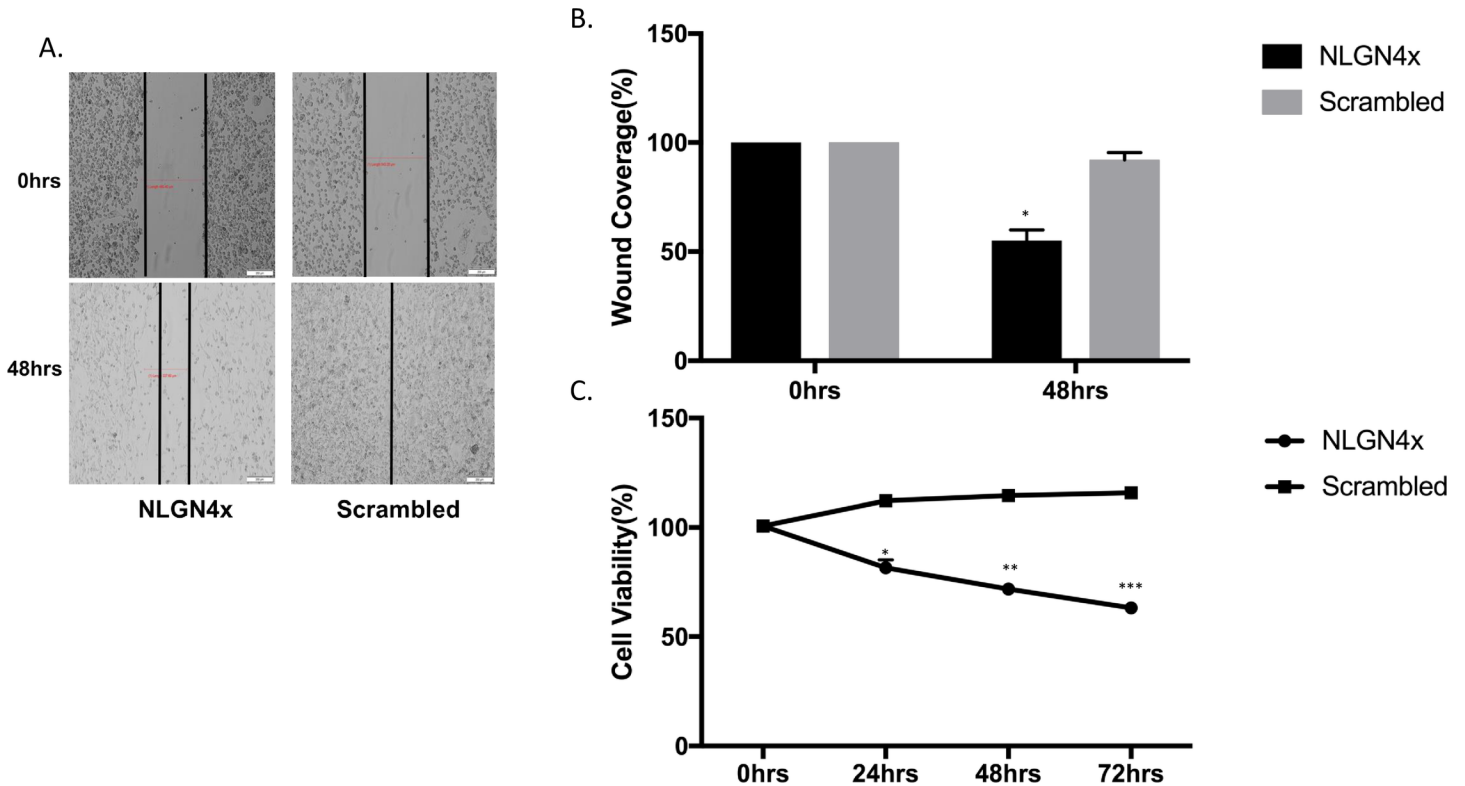 A.
0hrs
48hrs
NLGN4x
Scrambled
B.
Wound Coverage(%)
150
100
50
0
*
0hrs
48hrs
NLGN4x
Scrambled
C.
Cell Viability(%)
150
100
50
0
*
**
***
0hrs
24hrs
48hrs
72hrs
NLGN4x
Scrambled